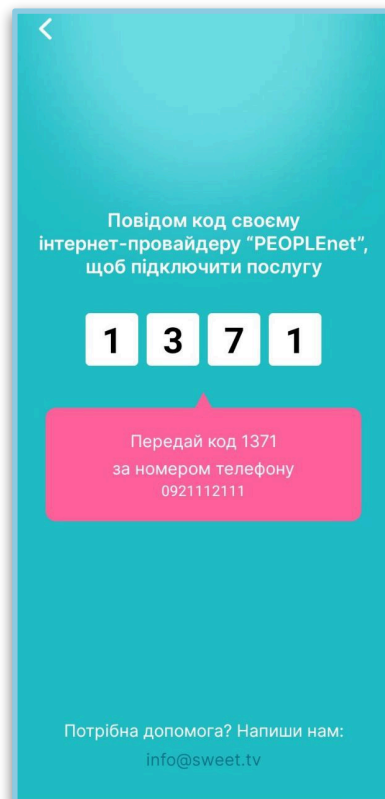 Повідом код своєму
інтернет-провайдеру “PEOPLEnet”,
щоб підключити послугу
1 3 7 1
Передай код 1371
за номером телефону
0921112111
Потрібна допомога? Напиши нам:
info@sweet.tv